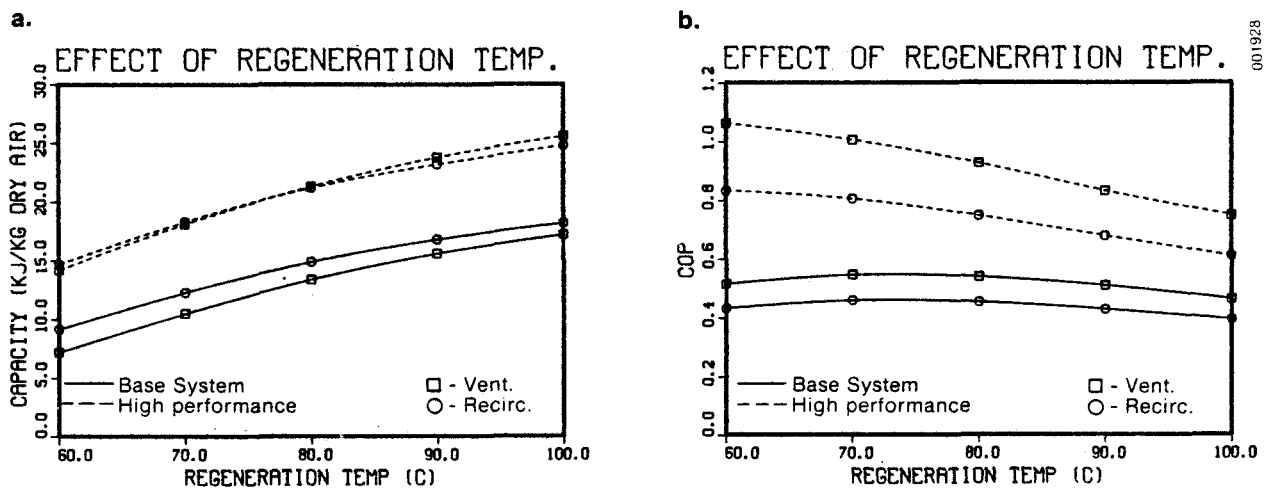 a.
EFFECT OF REGENERATION TEMP.
CAPACITY (KJ/KG DRY AIR)
30.0
25.0
20.0
15.0
10.0
5.0
0.0
Base System
High performance
- Vent.
- Recirc.
60.0 70.0 80.0 90.0 100.0
REGENERATION TEMP (C)
b.
EFFECT OF REGENERATION TEMP.
COP
1.2
1.0
0.8
0.6
0.4
0.2
0.0
Base System
High performance
- Vent.
- Recirc.
60.0 70.0 80.0 90.0 100.0
REGENERATION TEMP (C)
001928